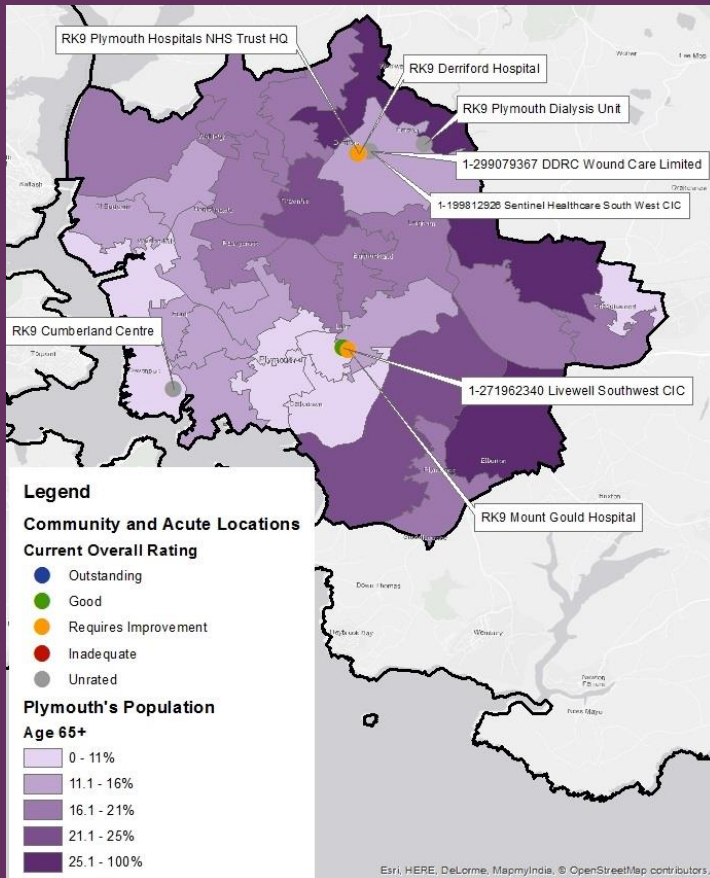 RK9 Plymouth Hospitals NHS Trust HQ
RK9 Derriford Hospital
RK9 Plymouth Dialysis Unit
1-299079367 DDRC Wound Care Limited
1-199812926 Sentinel Healthcare South West CIC
RK9 Cumberland Centre
Plymouth
1-271962340 Livewell Southwest CIC
RK9 Mount Gould Hospital
Legend
Community and Acute Locations
Current Overall Rating
Outstanding
Good
Requires Improvement
Inadequate
Unrated
Plymouth's Population
Age 65+
0 - 11%
11.1 - 16%
16.1 - 21%
21.1 - 25%
25.1 - 100%
Down Thomas
Wembury
Esri, HERE, DeLorme, MapmyIndia, © OpenStreetMap contributors,